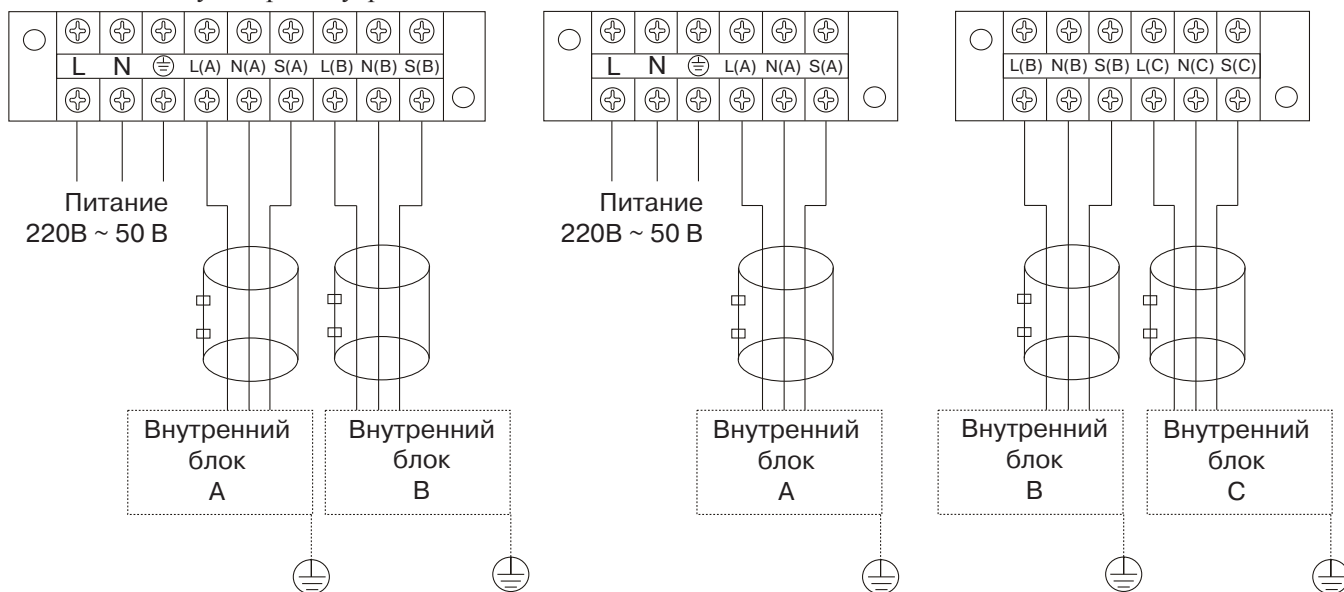 L N L(A) N(A) S(A) L(B) N(B) S(B)
Питание
220В ~ 50 В
Внутренний
блок
A
Внутренний
блок
B
L N L(A) N(A) S(A)
Питание
220В ~ 50 В
Внутренний
блок
A
L(B) N(B) S(B) L(C) N(C) S(C)
Внутренний
блок
B
Внутренний
блок
C